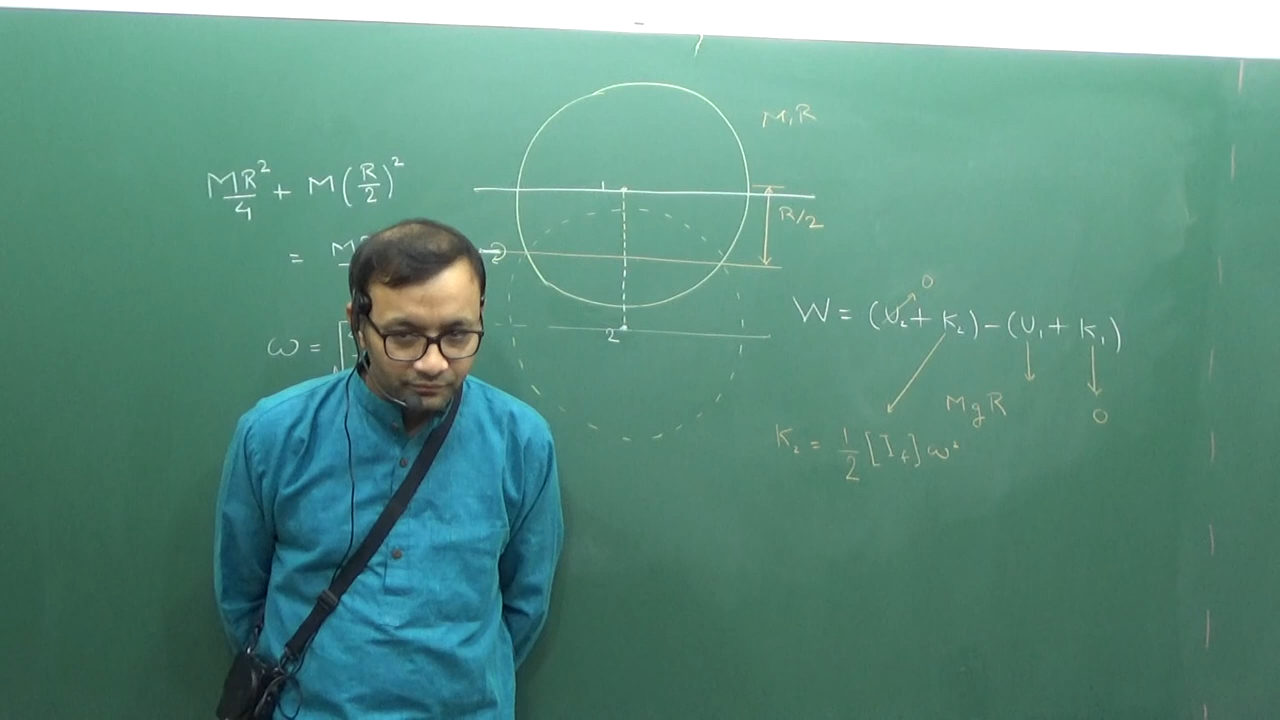 MR²/4 + M(R/2)²
=
ω =
M, R
1
R/2
2
W = (U₂ + K₂) - (U₁ + K₁)
0
MgR
0
K₂ = 1/2 [I_f] ω²